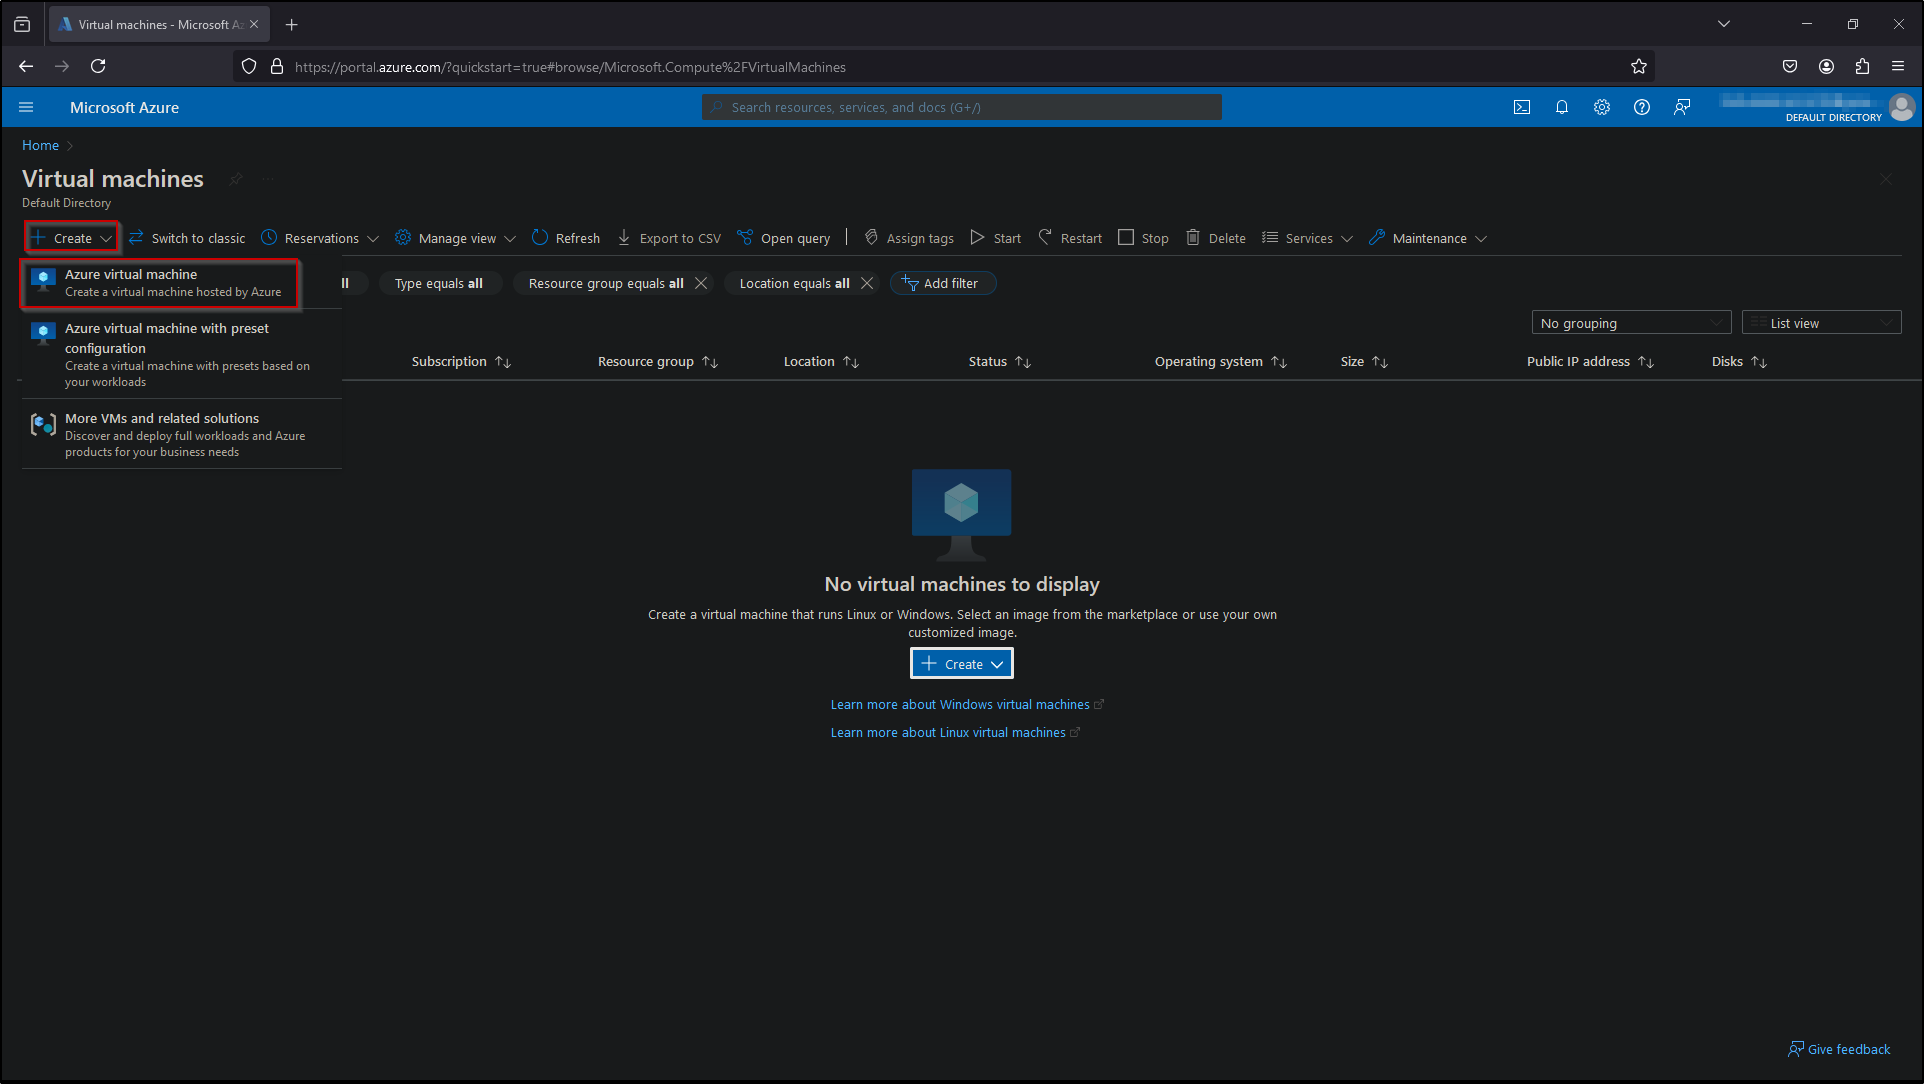 Virtual machines - Microsoft Az
https://portal.azure.com/?quickstart=true#browse/Microsoft.Compute%2FVirtualMachines
Microsoft Azure
Search resources, services, and docs (G+/)
DEFAULT DIRECTORY
Home
Virtual machines
Default Directory
Create
Switch to classic
Reservations
Manage view
Refresh
Export to CSV
Open query
Assign tags
Start
Restart
Stop
Delete
Services
Maintenance
Azure virtual machine
Create a virtual machine hosted by Azure
Azure virtual machine with preset
configuration
Create a virtual machine with presets based on
your workloads
More VMs and related solutions
Discover and deploy full workloads and Azure
products for your business needs
Type equals all
Resource group equals all
Location equals all
Add filter
No grouping
List view
Subscription
Resource group
Location
Status
Operating system
Size
Public IP address
Disks
No virtual machines to display
Create a virtual machine that runs Linux or Windows. Select an image from the marketplace or use your own
customized image.
Create
Learn more about Windows virtual machines
Learn more about Linux virtual machines
Give feedback